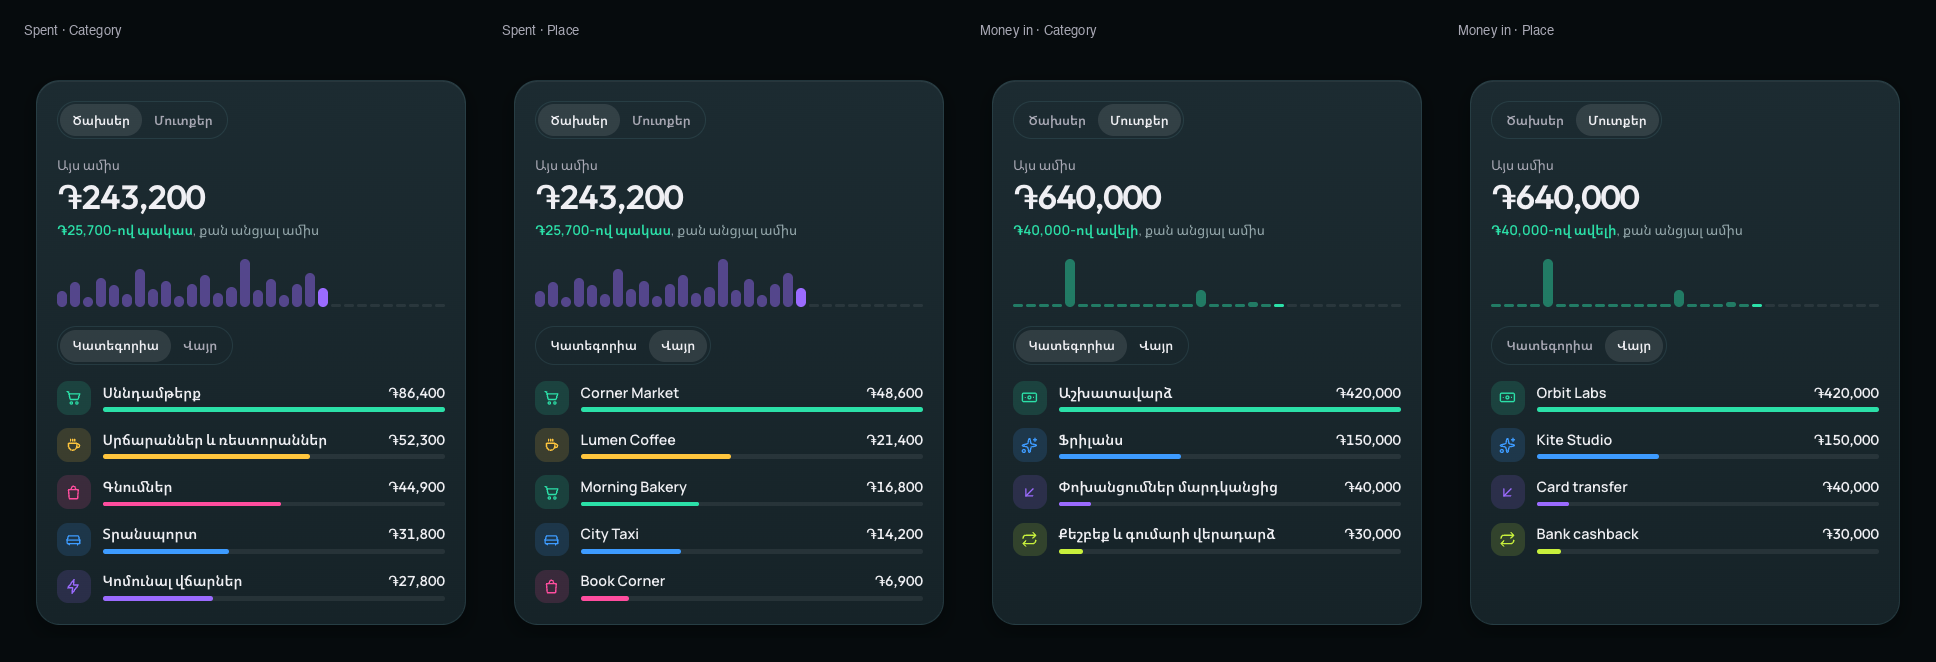 Spent · Category
Ծախսեր Մուտքեր
Այս ամիս
֏243,200
֏25,700-ով պակաս, քան անցյալ ամիս
Կատեգորիա Վայր
Սննդամթերք ֏86,400
Սրճարաններ և ռեստորաններ ֏52,300
Գնումներ ֏44,900
Տրանսպորտ ֏31,800
Կոմունալ վճարներ ֏27,800
Spent · Place
Ծախսեր Մուտքեր
Այս ամիս
֏243,200
֏25,700-ով պակաս, քան անցյալ ամիս
Կատեգորիա Վայր
Corner Market ֏48,600
Lumen Coffee ֏21,400
Morning Bakery ֏16,800
City Taxi ֏14,200
Book Corner ֏6,900
Money in · Category
Ծախսեր Մուտքեր
Այս ամիս
֏640,000
֏40,000-ով ավելի, քան անցյալ ամիս
Կատեգորիա Վայր
Աշխատավարձ ֏420,000
Ֆրիլանս ֏150,000
Փոխանցումներ մարդկանցից ֏40,000
Քեշբեք և գումարի վերադարձ ֏30,000
Money in · Place
Ծախսեր Մուտքեր
Այս ամիս
֏640,000
֏40,000-ով ավելի, քան անցյալ ամիս
Կատեգորիա Վայր
Orbit Labs ֏420,000
Kite Studio ֏150,000
Card transfer ֏40,000
Bank cashback ֏30,000